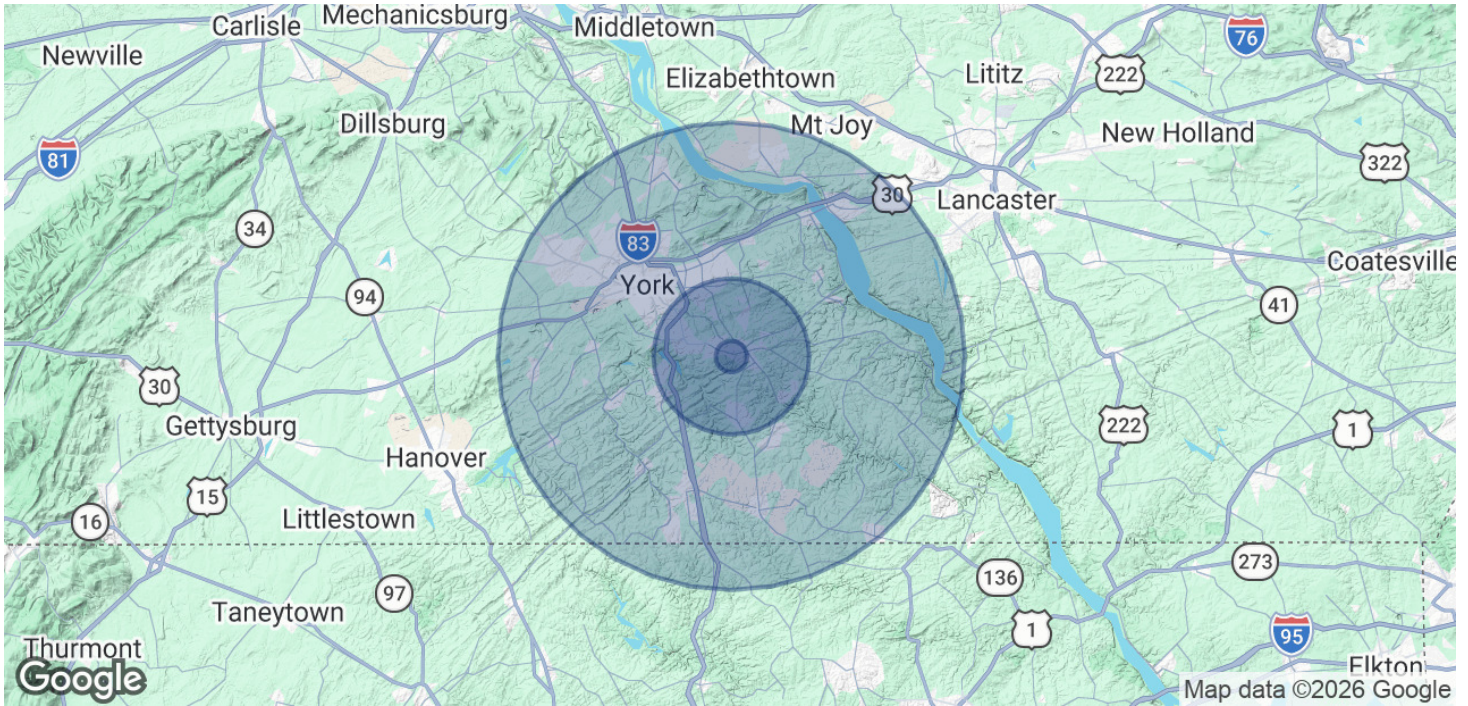 Mechanicsburg
Carlisle
Middletown
76
Newville
Elizabethtown
Lititz
222
Dillsburg
Mt Joy
New Holland
81
322
30
Lancaster
34
83
Coatesville
York
94
41
30
Gettysburg
222
1
Hanover
15
Littlestown
16
273
136
97
Taneytown
1
95
Thurmont
Elkton
Google
Map data ©2026 Google